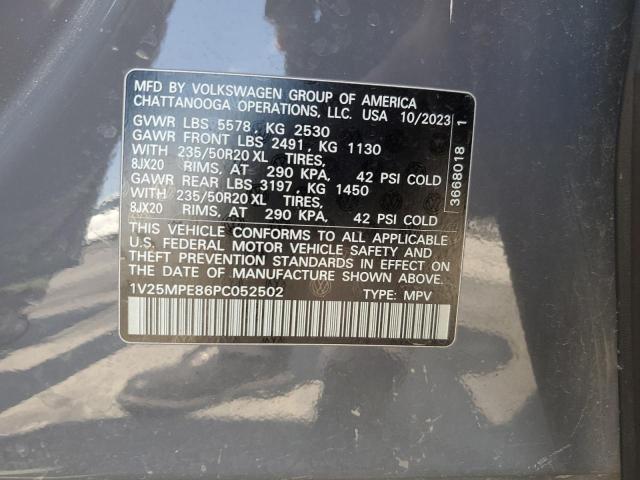 MFD BY VOLKSWAGEN GROUP OF AMERICA
CHATTANOOGA OPERATIONS, LLC. USA 10/2023
GVWR LBS 5578, KG 2530
GAWR FRONT LBS 2491, KG 1130
WITH 235/50R20 XL TIRES,
8JX20 RIMS, AT 290 KPA, 42 PSI COLD
GAWR REAR LBS 3197, KG 1450
WITH 235/50R20 XL TIRES,
8JX20 RIMS, AT 290 KPA, 42 PSI COLD
THIS VEHICLE CONFORMS TO ALL APPLICABLE
U.S. FEDERAL MOTOR VEHICLE SAFETY AND
THEFT PREVENTION STANDARDS IN EFFECT ON
THE DATE OF MANUFACTURE SHOWN ABOVE.
1V25MPE86PC052502 TYPE: MPV
3668018 1